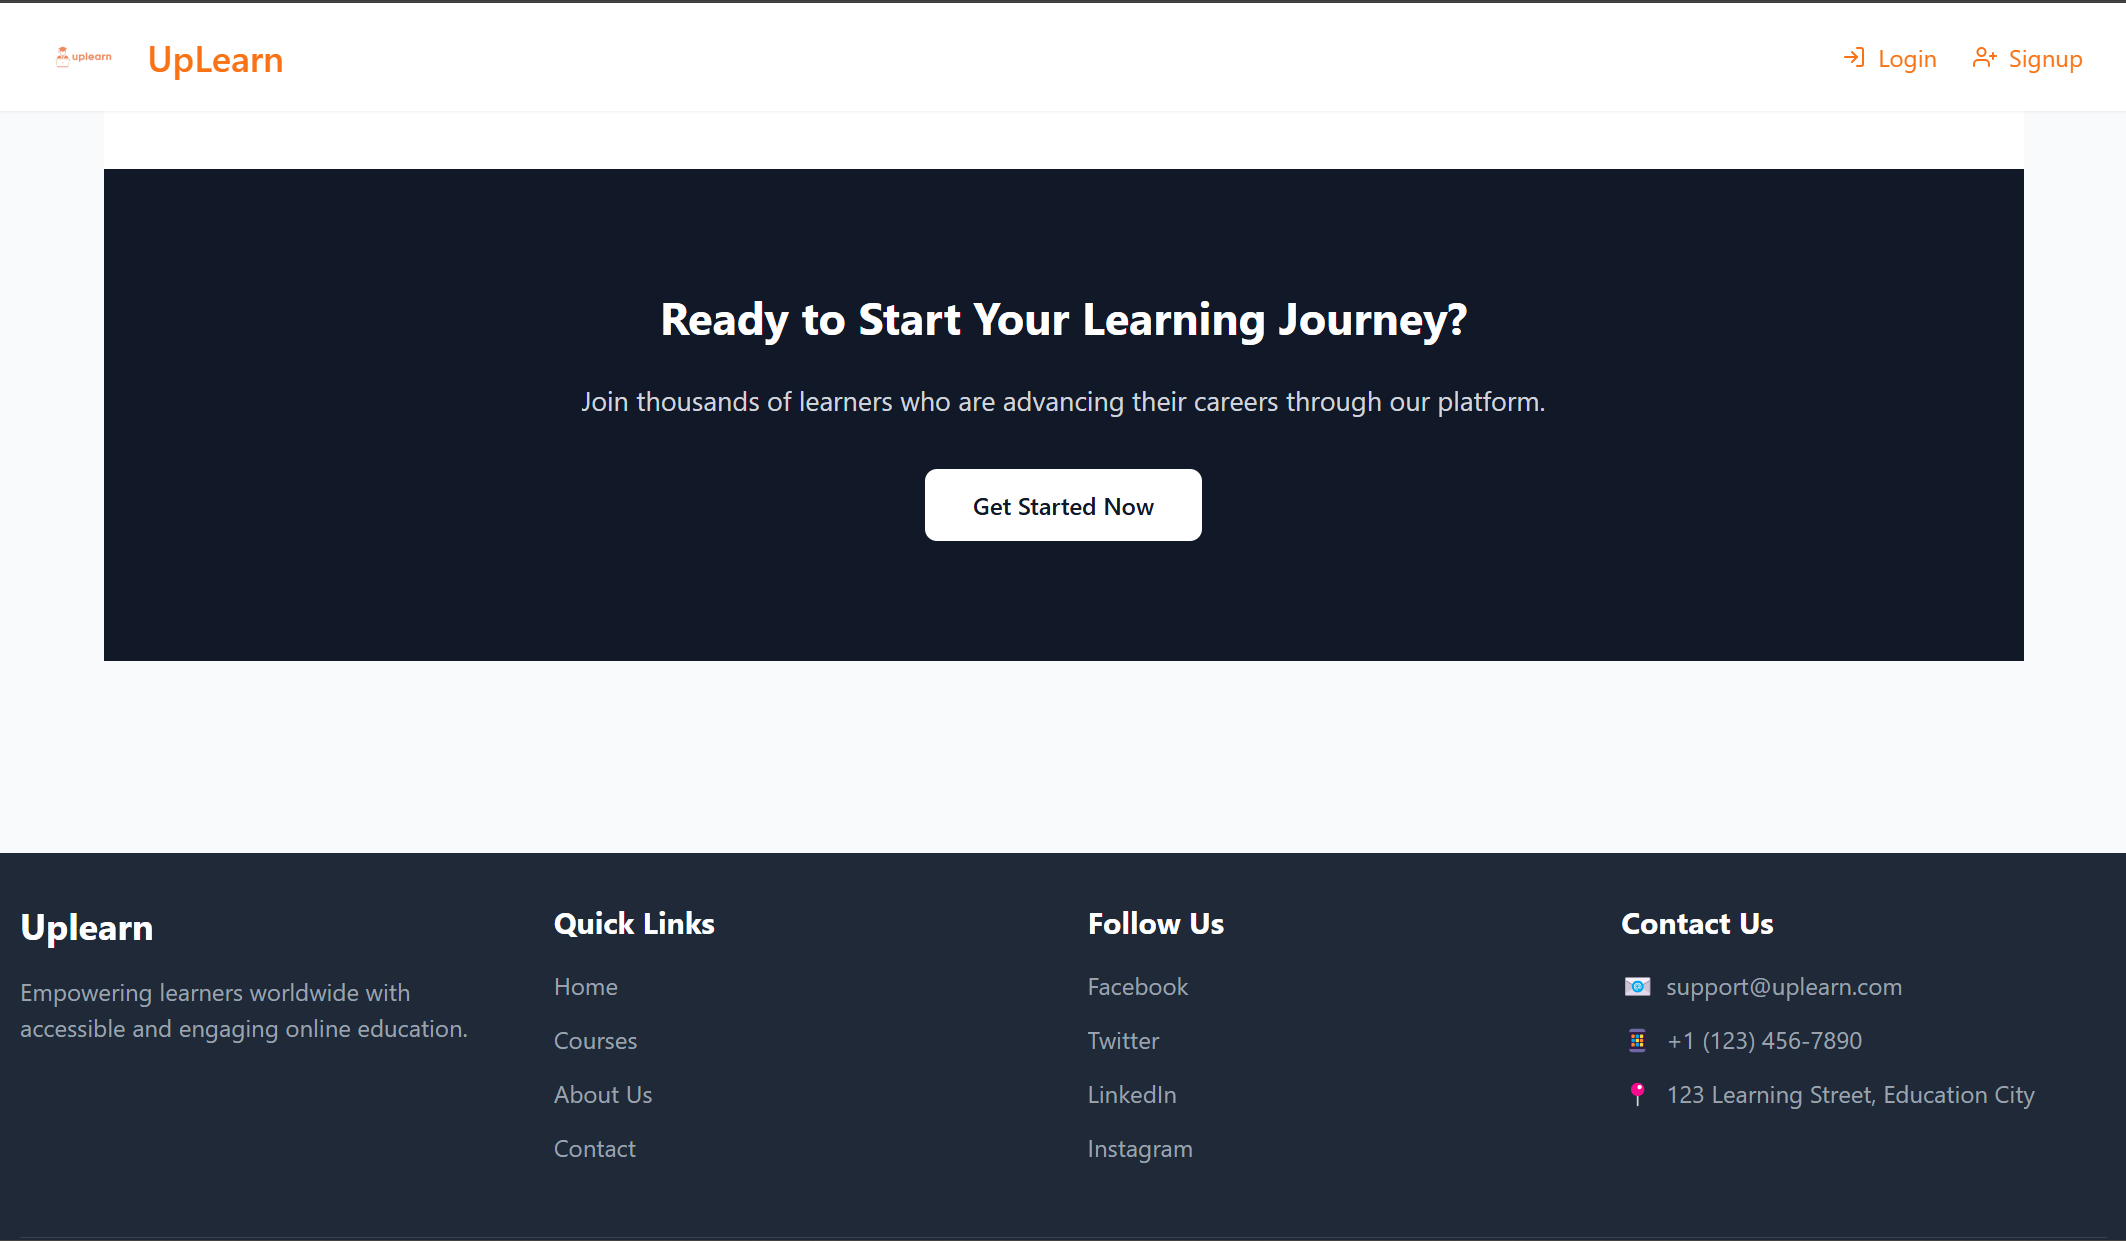 uplearn
UpLearn
Login
Signup
Ready to Start Your Learning Journey?
Join thousands of learners who are advancing their careers through our platform.
Get Started Now
Uplearn
Empowering learners worldwide with
accessible and engaging online education.
Quick Links
Home
Courses
About Us
Contact
Follow Us
Facebook
Twitter
LinkedIn
Instagram
Contact Us
support@uplearn.com
+1 (123) 456-7890
123 Learning Street, Education City